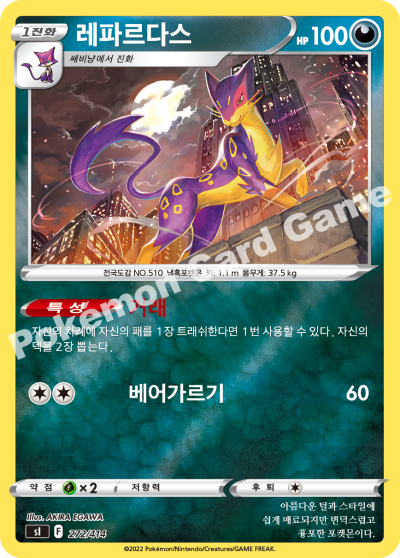 1진화 레파르다스 HP 100
쌔비냥에서 진화
전국도감 NO.510 냉혹포켓몬 키: 1.1m 몸무게: 37.5kg
특성 거래
자신의 차례에 자신의 패를 1장 트래쉬한다면 1번 사용할 수 있다. 자신의
덱을 2장 뽑는다.
베어가르기 60
약점 ×2 저항력 후퇴
Illus. AKIRA EGAWA
sI F 272/414
아름다운 털과 스타일에
쉽게 매료되지만 변덕스럽고
흉포한 포켓몬이다.
©2022 Pokémon/Nintendo/Creatures/GAME FREAK.
Pokémon Card Game